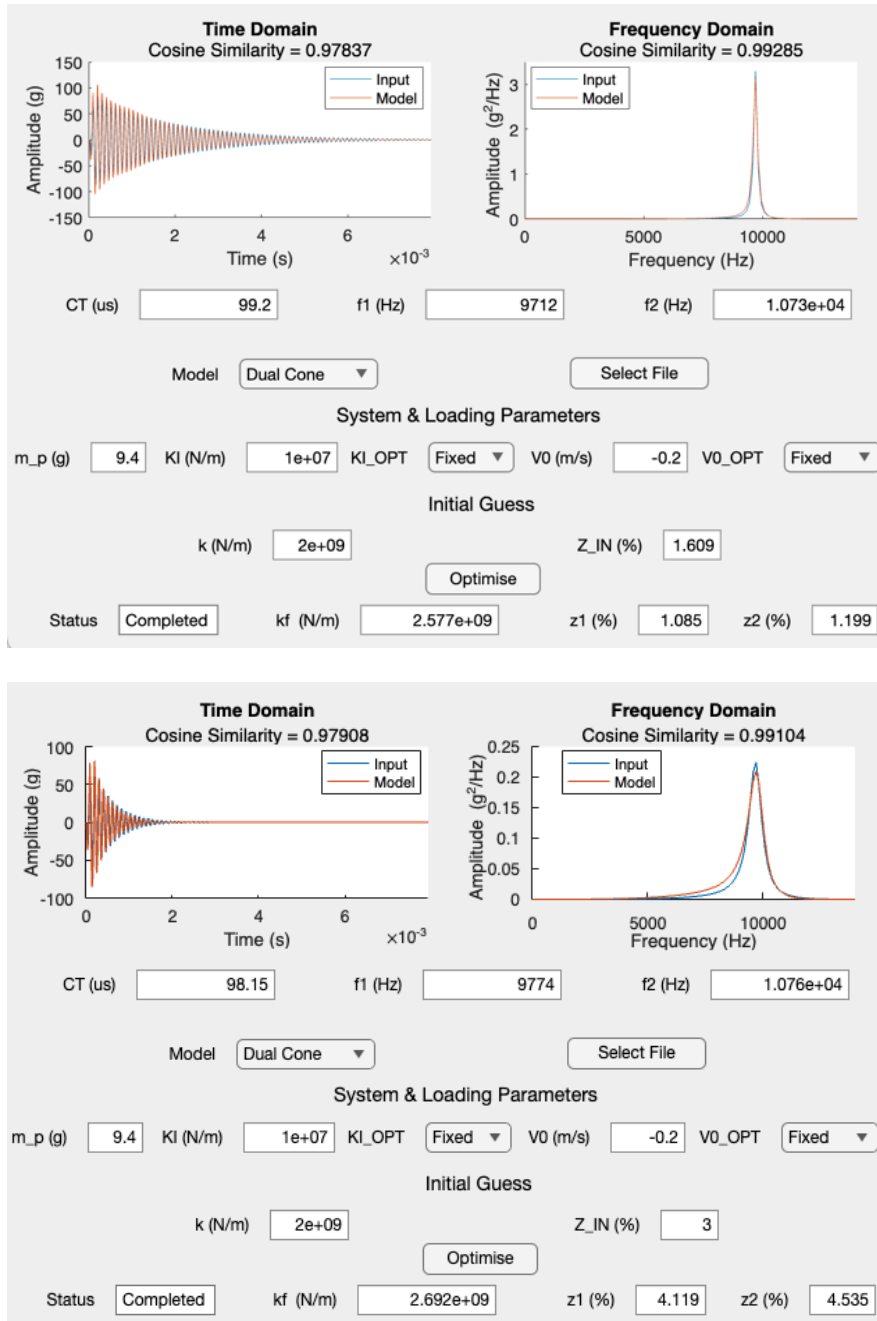 Time Domain
Cosine Similarity = 0.97837
150
100
50
0
-50
-100
-150
Amplitude (g)
Input
Model
0
2
4
6
×10⁻³
Time (s)
Frequency Domain
Cosine Similarity = 0.99285
3
2
1
0
Amplitude (g²/Hz)
Input
Model
5000
10000
Frequency (Hz)
CT (us) 99.2 f1 (Hz) 9712 f2 (Hz) 1.073e+04
Model Dual Cone Select File
System & Loading Parameters
m_p (g) 9.4 KI (N/m) 1e+07 KI_OPT Fixed V0 (m/s) -0.2 V0_OPT Fixed
Initial Guess
k (N/m) 2e+09 Z_IN (%) 1.609
Optimise
Status Completed kf (N/m) 2.577e+09 z1 (%) 1.085 z2 (%) 1.199
Time Domain
Cosine Similarity = 0.97908
100
50
0
-50
-100
Amplitude (g)
Input
Model
0
2
4
6
×10⁻³
Time (s)
Frequency Domain
Cosine Similarity = 0.99104
0.25
0.2
0.15
0.1
0.05
0
Amplitude (g²/Hz)
Input
Model
0
5000
10000
Frequency (Hz)
CT (us) 98.15 f1 (Hz) 9774 f2 (Hz) 1.076e+04
Model Dual Cone Select File
System & Loading Parameters
m_p (g) 9.4 KI (N/m) 1e+07 KI_OPT Fixed V0 (m/s) -0.2 V0_OPT Fixed
Initial Guess
k (N/m) 2e+09 Z_IN (%) 3
Optimise
Status Completed kf (N/m) 2.692e+09 z1 (%) 4.119 z2 (%) 4.535